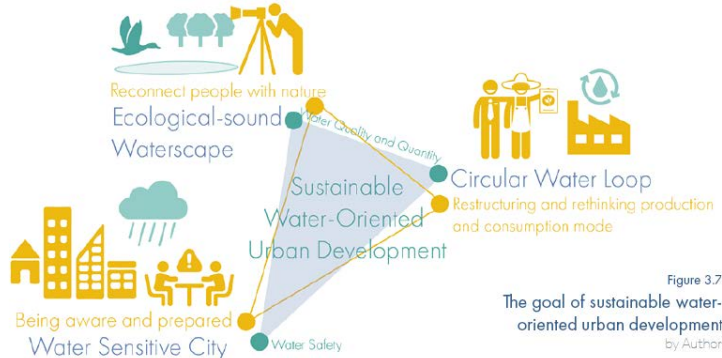 Reconnect people with nature
Ecological-sound
Waterscape
Water Quality and Quantity
Circular Water Loop
Restructuring and rethinking production
and consumption mode
Sustainable
Water-Oriented
Urban Development
Being aware and prepared
Water Sensitive City
Water Safety
Figure 3.7
The goal of sustainable water-
oriented urban development
by Author